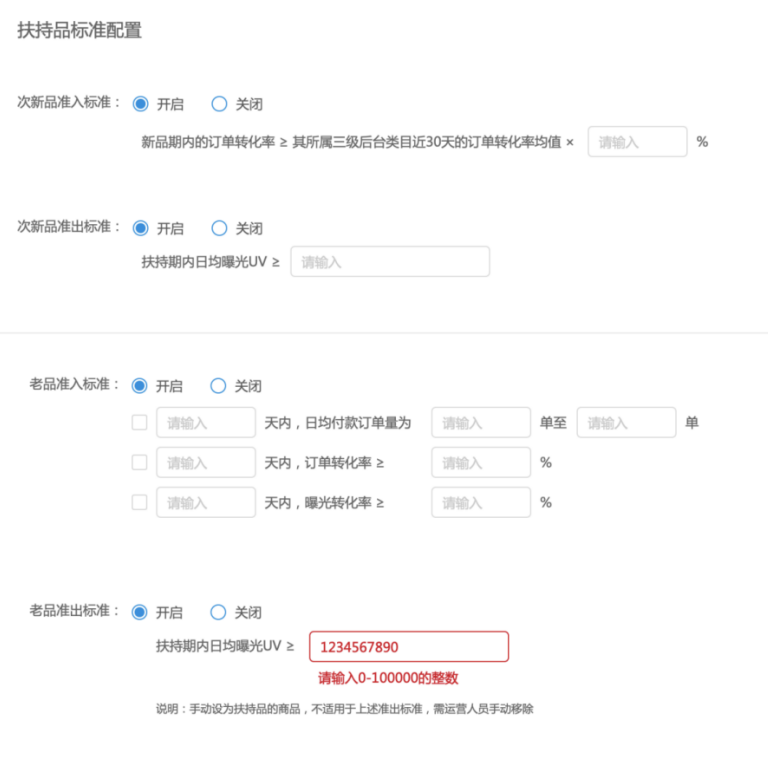 扶持品标准配置
次新品准入标准： 开启 关闭
新品期内的订单转化率 ≥ 其所属三级后台类目近30天的订单转化率均值 × 请输入 %
次新品准出标准： 开启 关闭
扶持期内日均曝光UV ≥ 请输入
老品准入标准： 开启 关闭
请输入 天内，日均付款订单量为 请输入 单至 请输入 单
请输入 天内，订单转化率 ≥ 请输入 %
请输入 天内，曝光转化率 ≥ 请输入 %
老品准出标准： 开启 关闭
扶持期内日均曝光UV ≥ 1234567890
请输入0-100000的整数
说明：手动设为扶持品的商品，不适用于上述准出标准，需运营人员手动移除